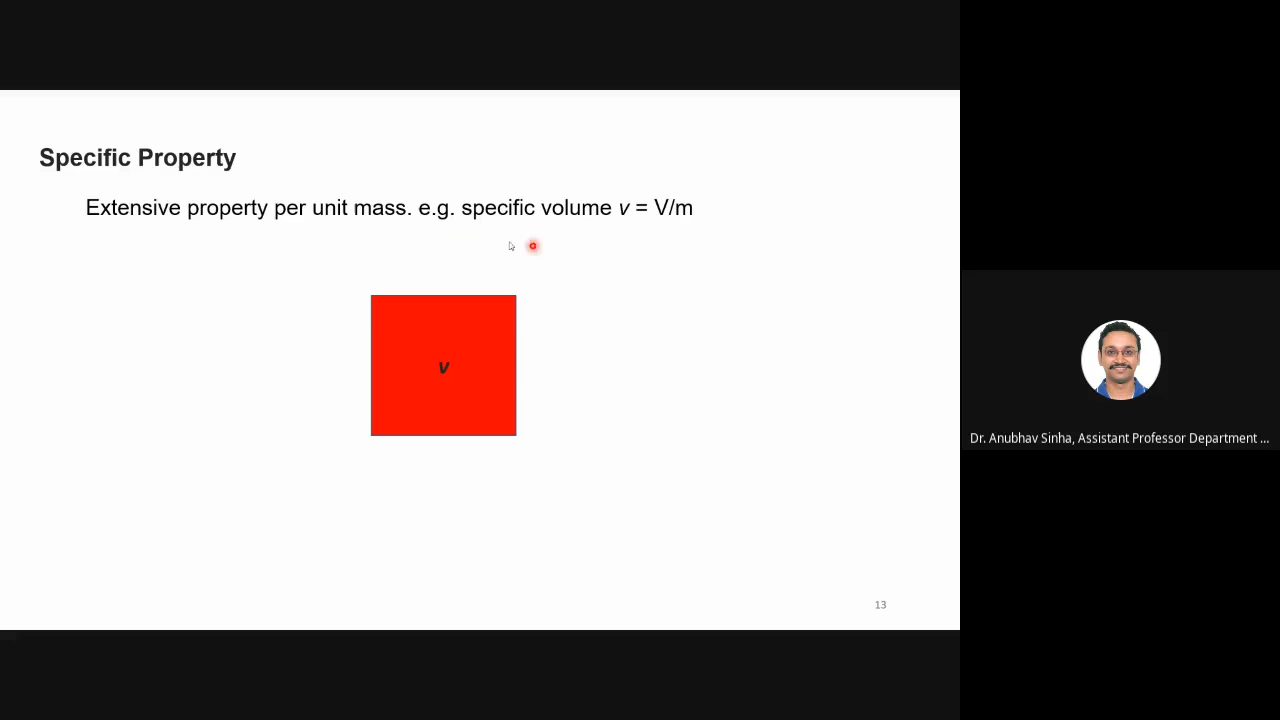 Specific Property
Extensive property per unit mass. e.g. specific volume v = V/m
v
13
Dr. Anubhav Sinha, Assistant Professor Department ...